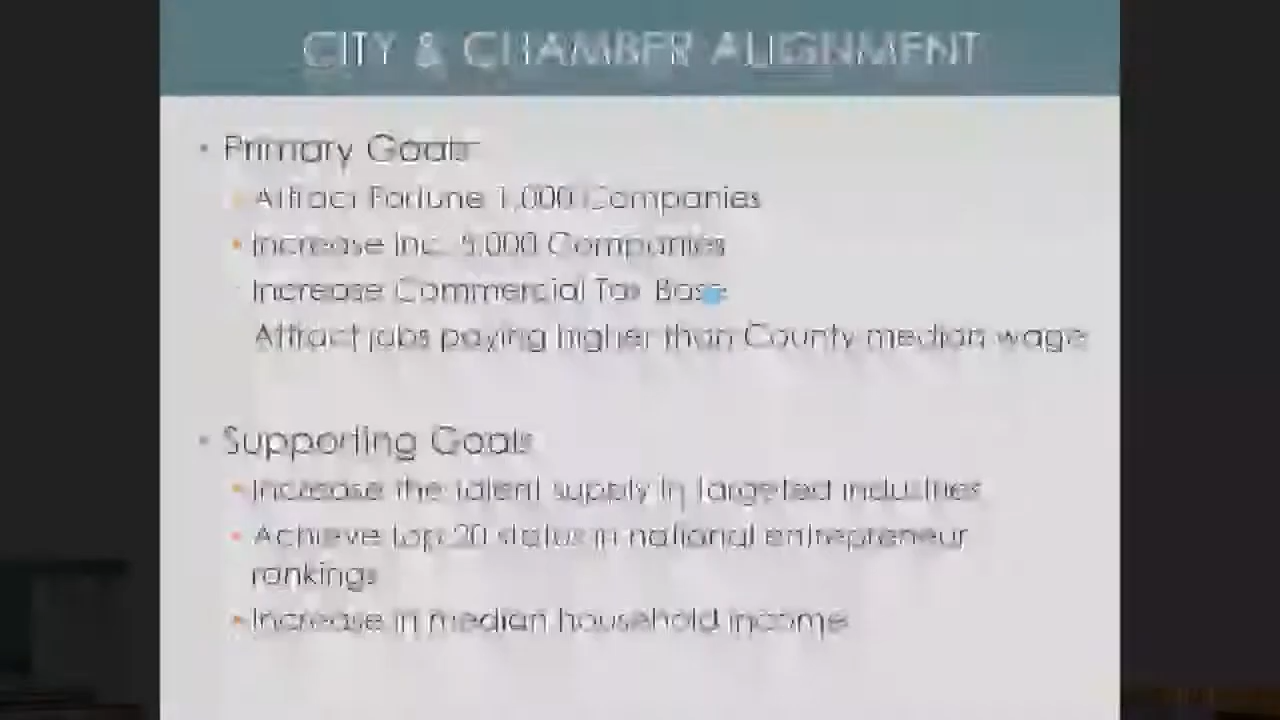 CITY & CHAMBER ALIGNMENT
Primary Goals
Attract Fortune 1,000 Companies
Increase Inc. 5,000 Companies
Increase Commercial Tax Base
Attract jobs paying higher than County median wage
Supporting Goals
Increase the talent supply in targeted industries
Achieve top 20 status in national entrepreneur
rankings
Increase in median household income